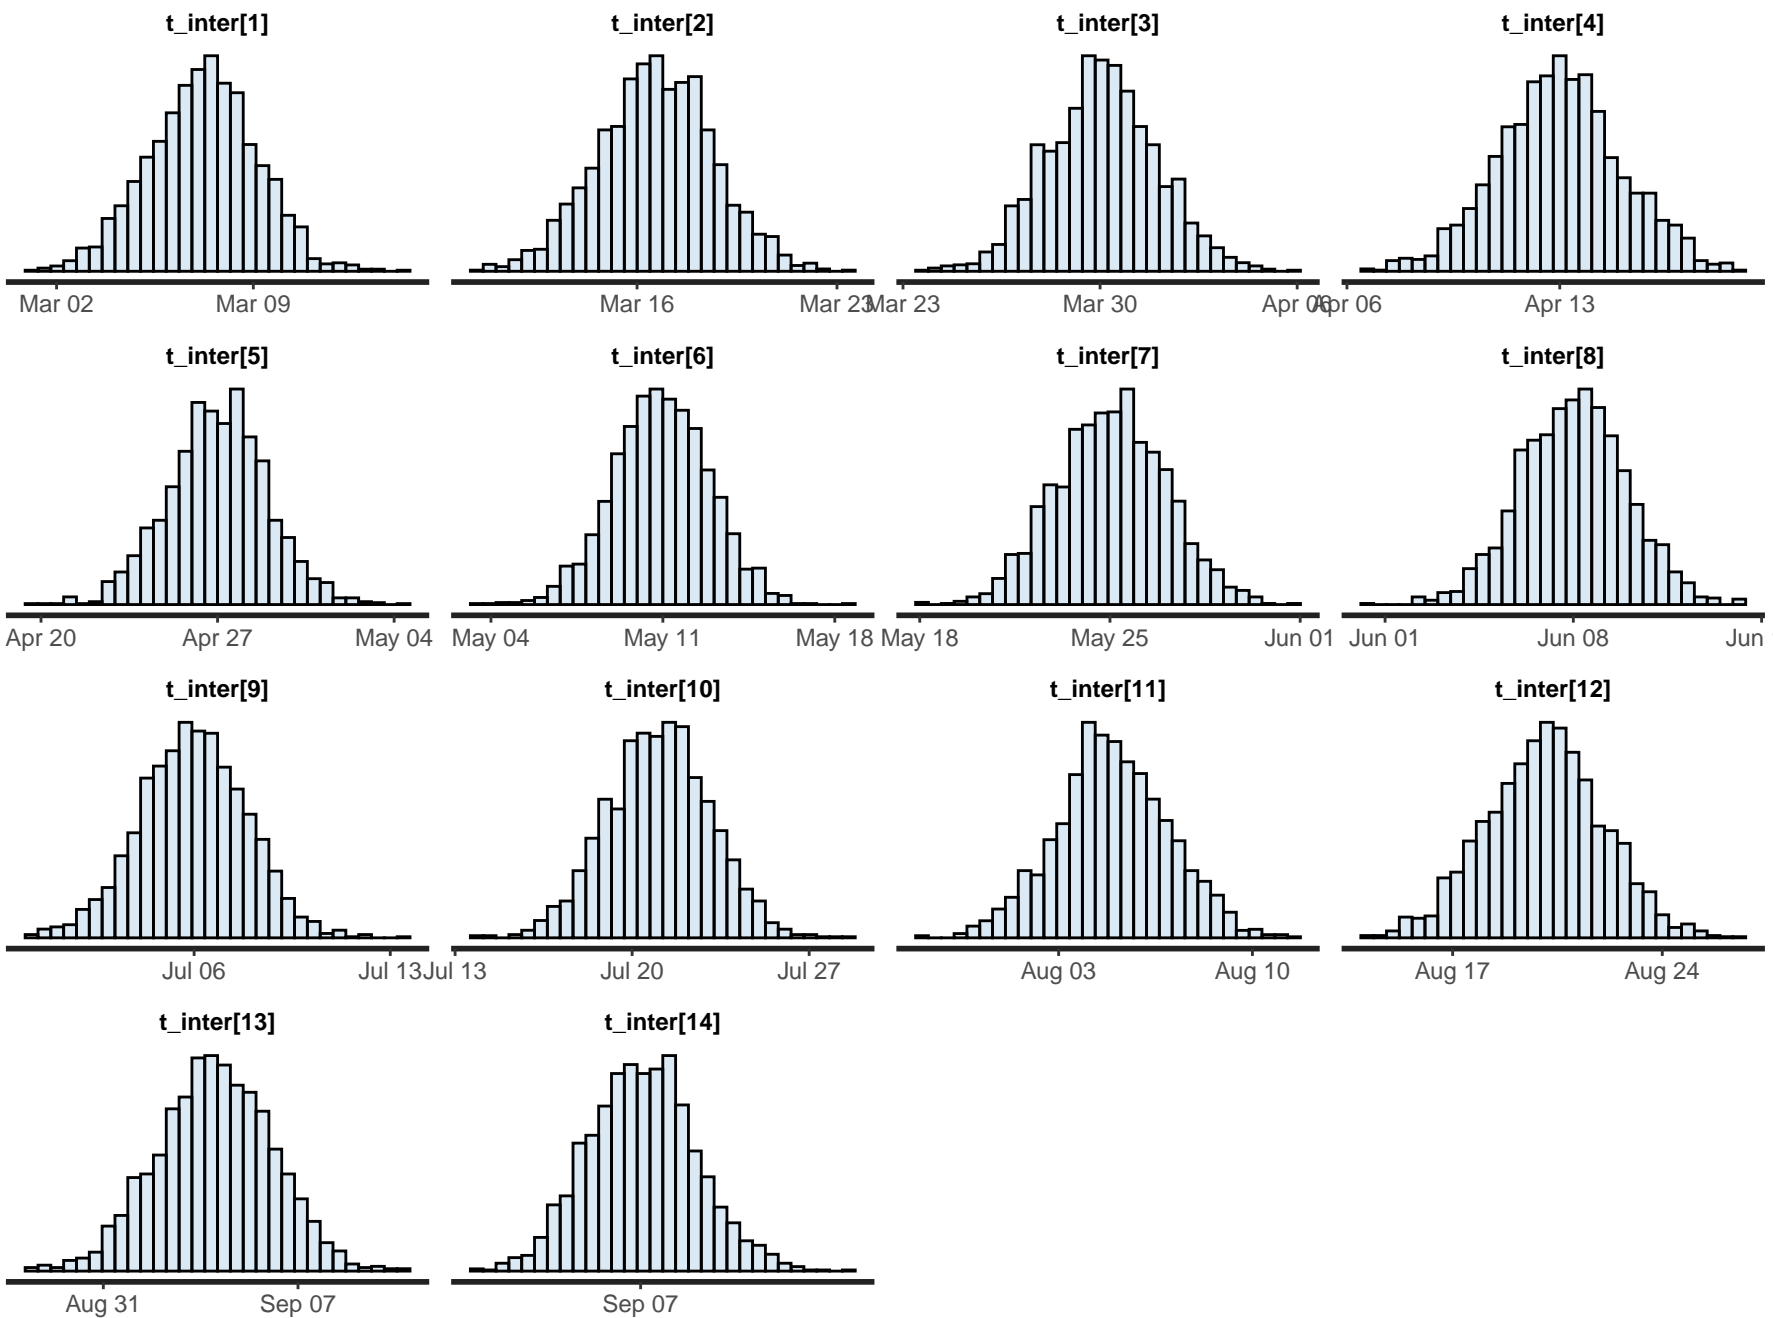 t_inter[1] t_inter[2] t_inter[3] t_inter[4]
Mar 02 Mar 09 Mar 16 Mar 23 Mar 23 Mar 30 Apr 06 Apr 06 Apr 13
t_inter[5] t_inter[6] t_inter[7] t_inter[8]
Apr 20 Apr 27 May 04 May 04 May 11 May 18 May 18 May 25 Jun 01 Jun 01 Jun 08 Jun
t_inter[9] t_inter[10] t_inter[11] t_inter[12]
Jul 06 Jul 13 Jul 13 Jul 20 Jul 27 Aug 03 Aug 10 Aug 17 Aug 24
t_inter[13] t_inter[14]
Aug 31 Sep 07 Sep 07